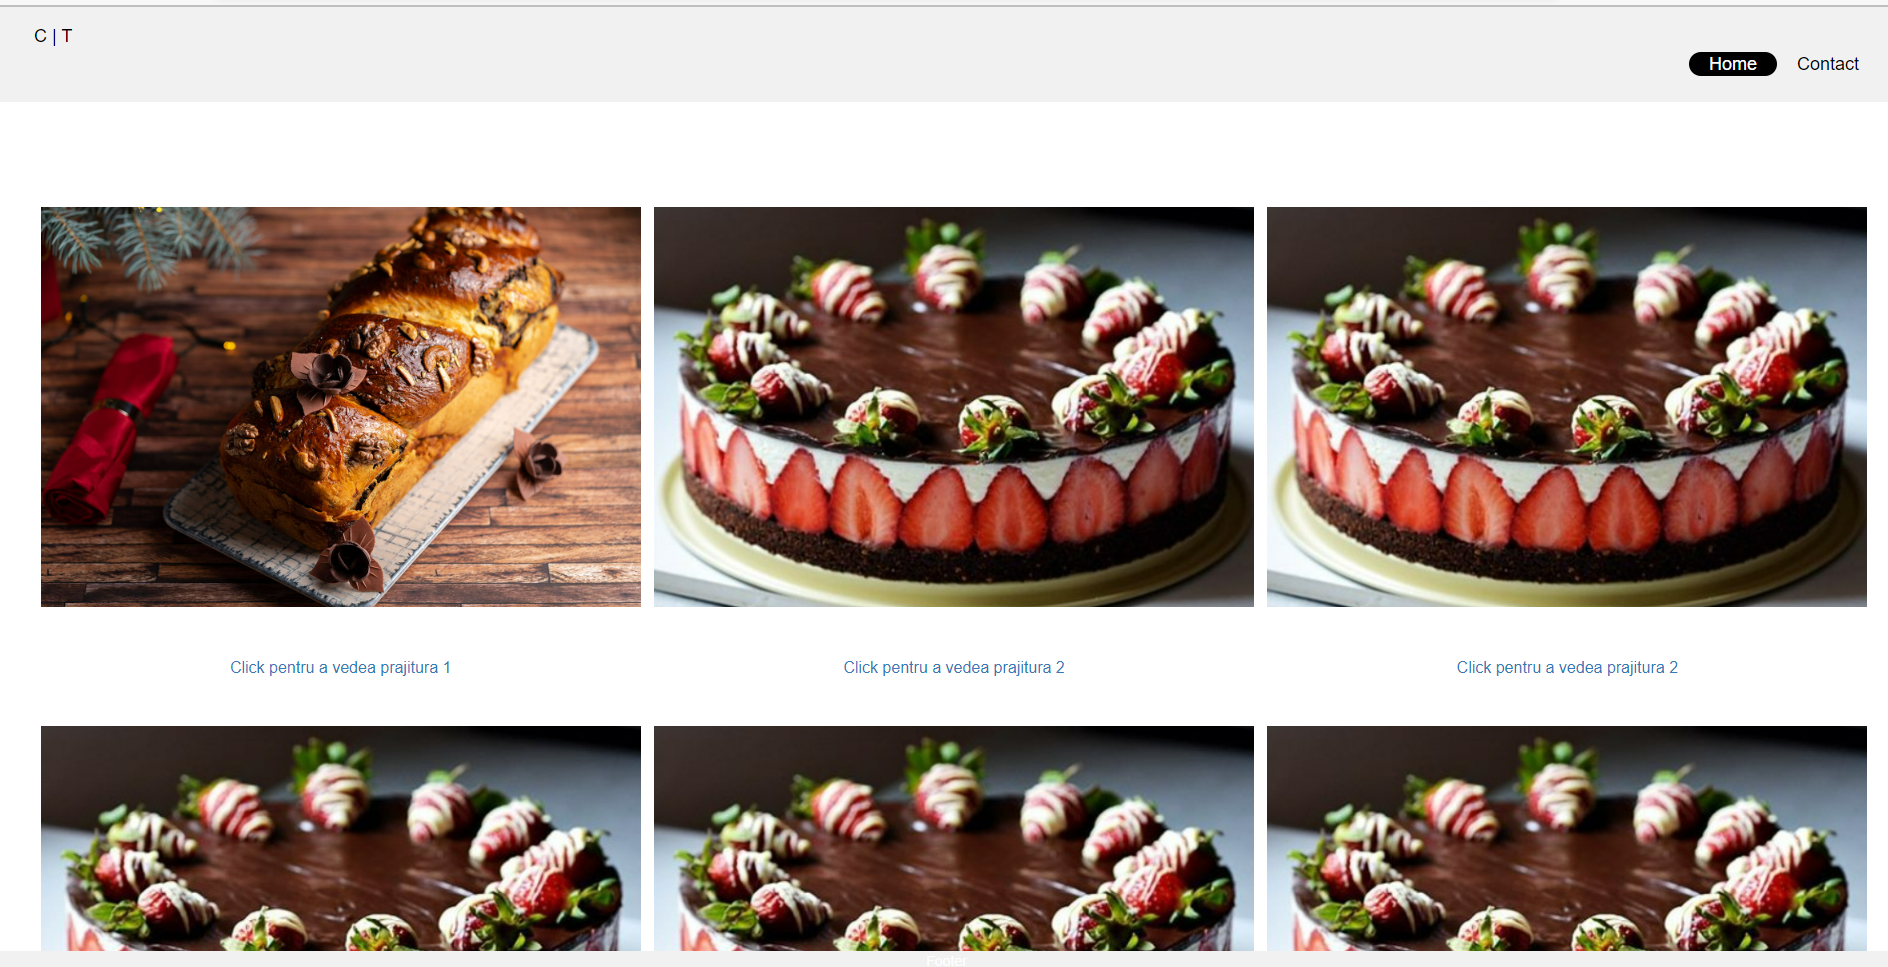 C | T
Home Contact
Click pentru a vedea prajitura 1
Click pentru a vedea prajitura 2
Click pentru a vedea prajitura 2
Footer